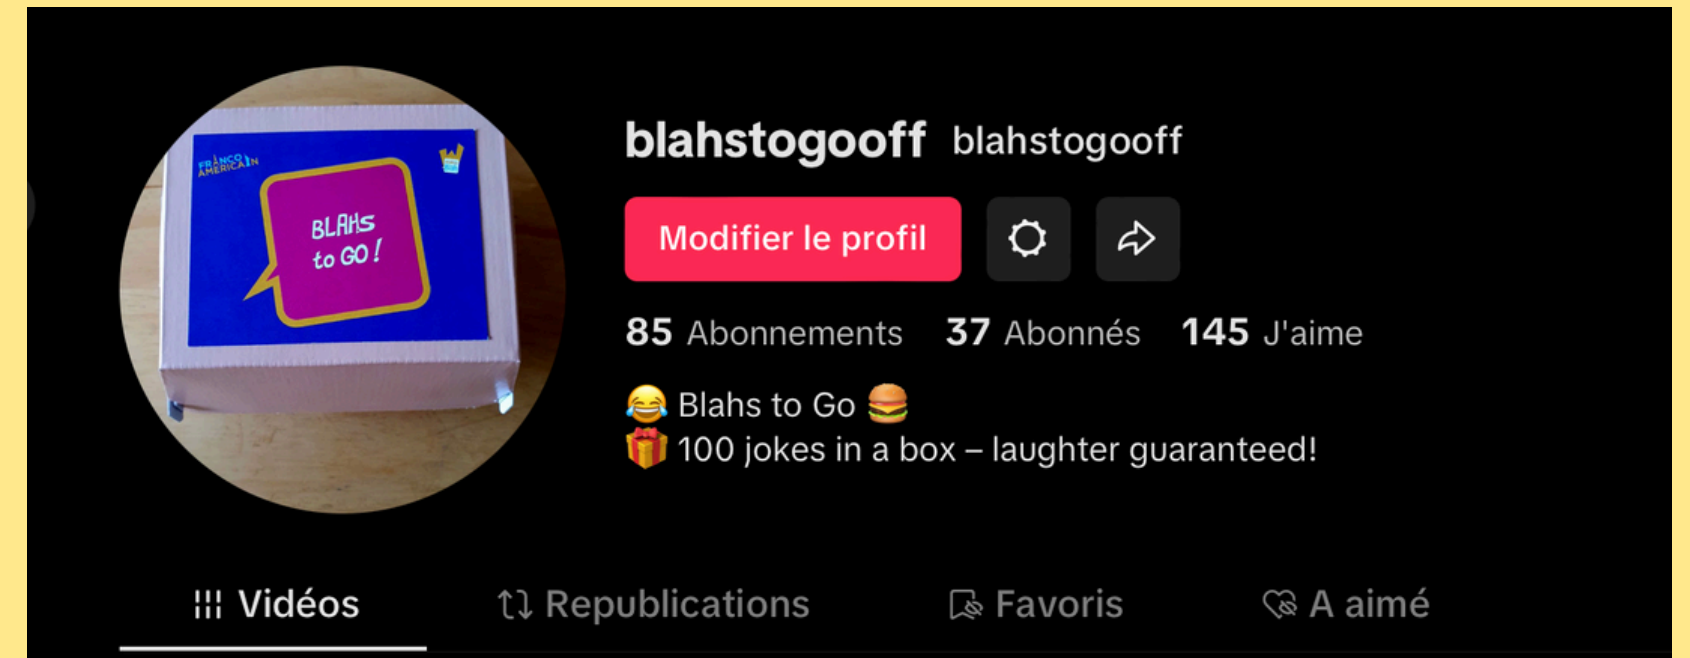 FRANCO
AMERICAIN
BLAHS
to GO!
blahstogooff blahstogooff
Modifier le profil
85 Abonnements 37 Abonnés 145 J'aime
😂 Blahs to Go 🍔
🎁 100 jokes in a box – laughter guaranteed!
Vidéos Republications Favoris A aimé